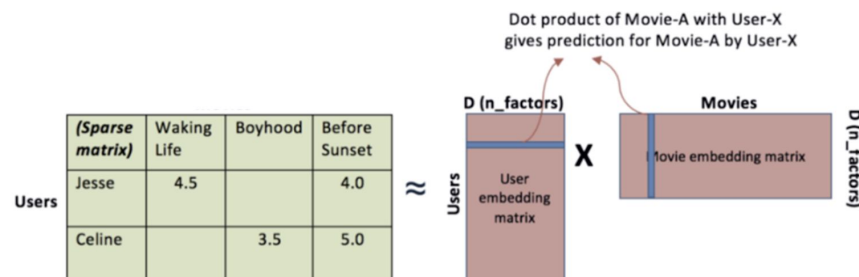 Dot product of Movie-A with User-X
gives prediction for Movie-A by User-X
D (n_factors)
Movies
(Sparse matrix) Waking Life Boyhood Before Sunset
Jesse 4.5 4.0
Celine 3.5 5.0
Users
≈
Users
User
embedding
matrix
X
Movie embedding matrix
D (n_factors)